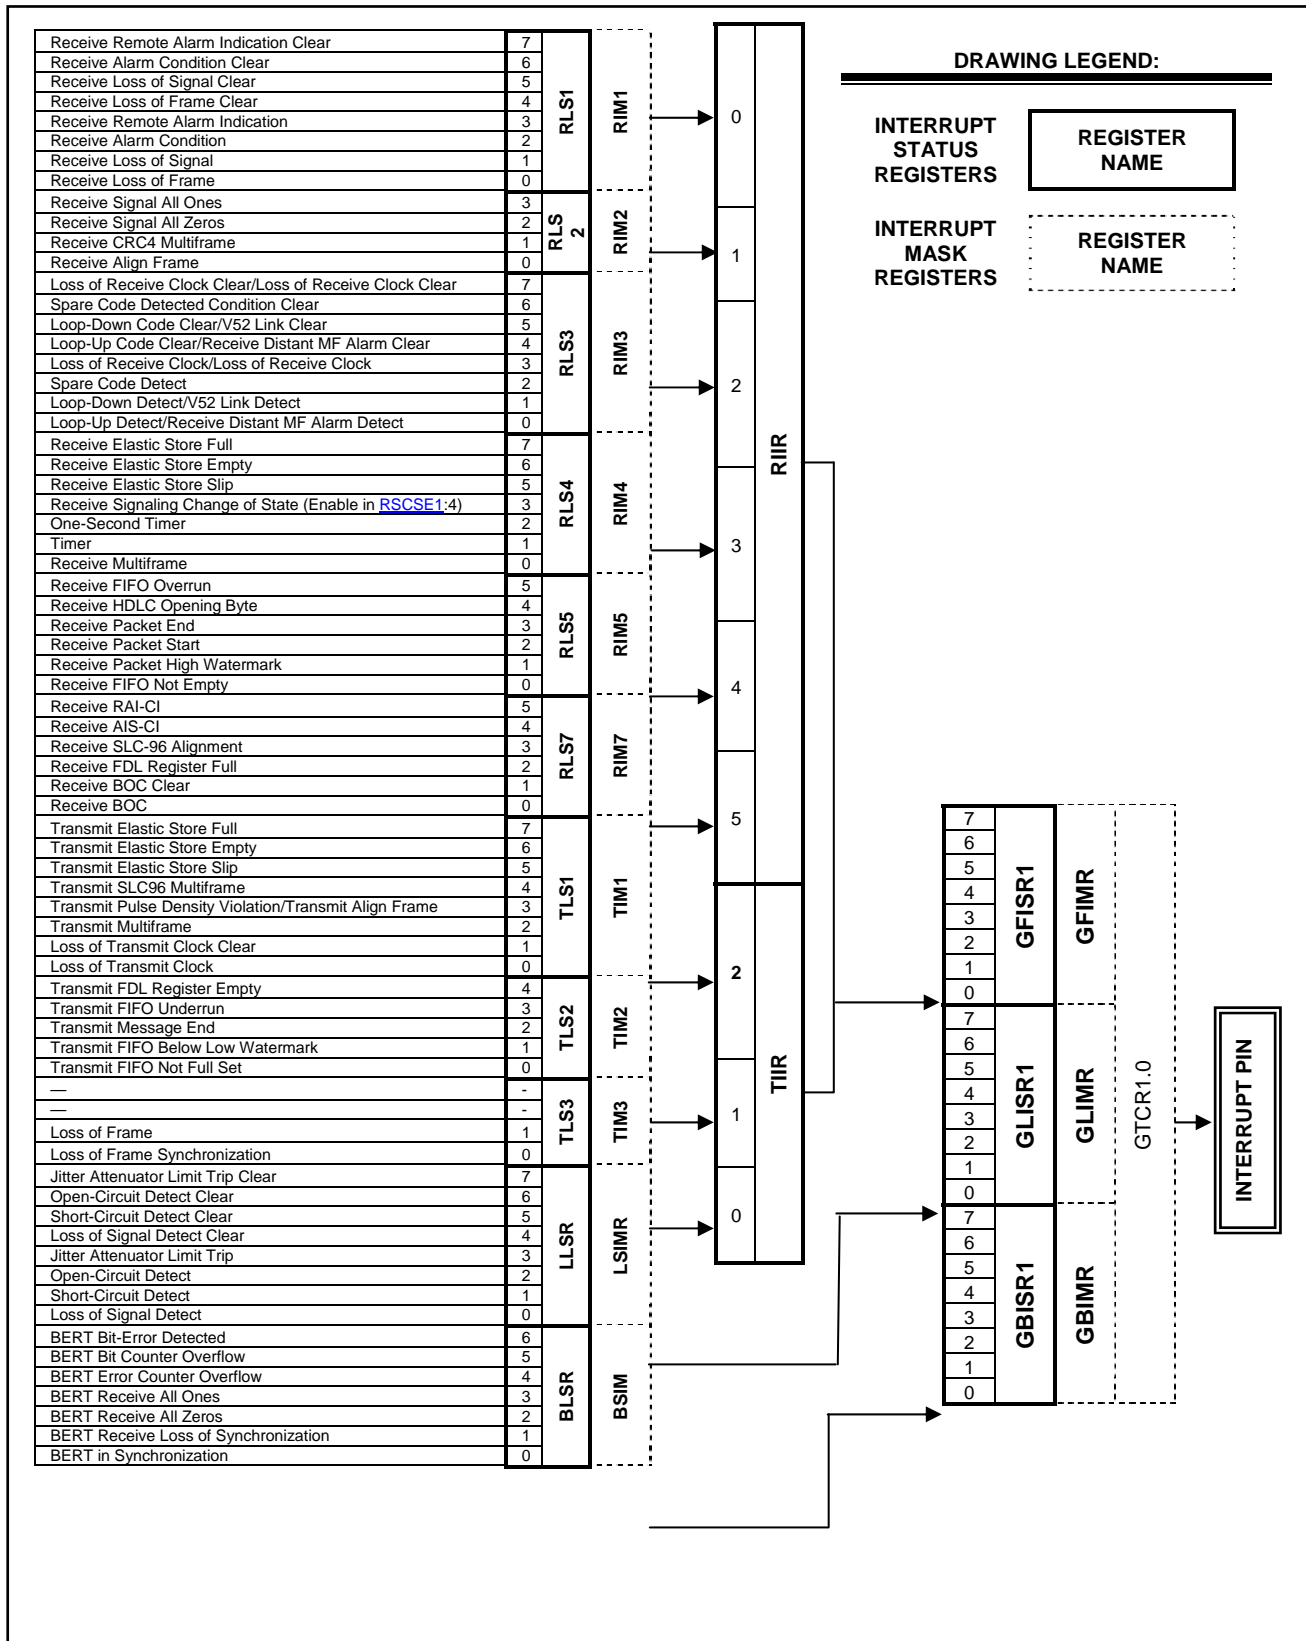 Receive Remote Alarm Indication Clear 7
Receive Alarm Condition Clear 6
Receive Loss of Signal Clear 5
Receive Loss of Frame Clear 4
Receive Remote Alarm Indication 3
Receive Alarm Condition 2
Receive Loss of Signal 1
Receive Loss of Frame 0
RLS1
RIM1
Receive Signal All Ones 3
Receive Signal All Zeros 2
Receive CRC4 Multiframe 1
Receive Align Frame 0
RLS
2
RIM2
Loss of Receive Clock Clear/Loss of Receive Clock Clear 7
Spare Code Detected Condition Clear 6
Loop-Down Code Clear/V52 Link Clear 5
Loop-Up Code Clear/Receive Distant MF Alarm Clear 4
Loss of Receive Clock/Loss of Receive Clock 3
Spare Code Detect 2
Loop-Down Detect/V52 Link Detect 1
Loop-Up Detect/Receive Distant MF Alarm Detect 0
RLS3
RIM3
Receive Elastic Store Full 7
Receive Elastic Store Empty 6
Receive Elastic Store Slip 5
Receive Signaling Change of State (Enable in RSCSE1:4) 3
One-Second Timer 2
Timer 1
Receive Multiframe 0
RLS4
RIM4
Receive FIFO Overrun 5
Receive HDLC Opening Byte 4
Receive Packet End 3
Receive Packet Start 2
Receive Packet High Watermark 1
Receive FIFO Not Empty 0
RLS5
RIM5
Receive RAI-CI 5
Receive AIS-CI 4
Receive SLC-96 Alignment 3
Receive FDL Register Full 2
Receive BOC Clear 1
Receive BOC 0
RLS7
RIM7
Transmit Elastic Store Full 7
Transmit Elastic Store Empty 6
Transmit Elastic Store Slip 5
Transmit SLC96 Multiframe 4
Transmit Pulse Density Violation/Transmit Align Frame 3
Transmit Multiframe 2
Loss of Transmit Clock Clear 1
Loss of Transmit Clock 0
TLS1
TIM1
Transmit FDL Register Empty 4
Transmit FIFO Underrun 3
Transmit Message End 2
Transmit FIFO Below Low Watermark 1
Transmit FIFO Not Full Set 0
TLS2
TIM2
— -
— -
Loss of Frame 1
Loss of Frame Synchronization 0
TLS3
TIM3
Jitter Attenuator Limit Trip Clear 7
Open-Circuit Detect Clear 6
Short-Circuit Detect Clear 5
Loss of Signal Detect Clear 4
Jitter Attenuator Limit Trip 3
Open-Circuit Detect 2
Short-Circuit Detect 1
Loss of Signal Detect 0
LLSR
LSIMR
BERT Bit-Error Detected 6
BERT Bit Counter Overflow 5
BERT Error Counter Overflow 4
BERT Receive All Ones 3
BERT Receive All Zeros 2
BERT Receive Loss of Synchronization 1
BERT in Synchronization 0
BLSR
BSIM
0
1
2
3
4
5
RIIR
2
1
0
TIIR
DRAWING LEGEND:
INTERRUPT
STATUS
REGISTERS
REGISTER
NAME
INTERRUPT
MASK
REGISTERS
REGISTER
NAME
7
6
5
4
3
2
1
0
GFISR1
GFIMR
7
6
5
4
3
2
1
0
GLISR1
GLIMR
7
6
5
4
3
2
1
0
GBISR1
GBIMR
GTCR1.0
INTERRUPT PIN